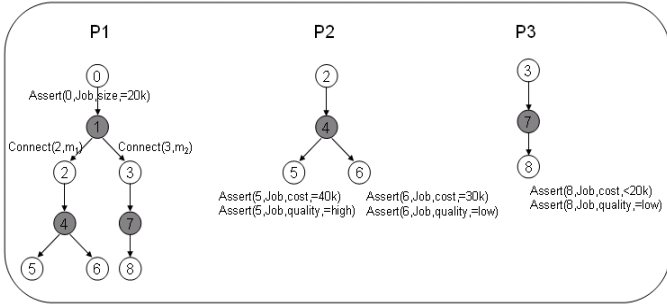 P1 P2 P3
0 2 3
Assert(0,Job,size,=20k)
1 4 7
Connect(2,m1) Connect(3,m2)
2 3 5 6 8
Assert(5,Job,cost,=40k) Assert(6,Job,cost,=30k) Assert(8,Job,cost,<20k)
Assert(5,Job,quality,=high) Assert(6,Job,quality,=low) Assert(8,Job,quality,=low)
4 7
5 6 8